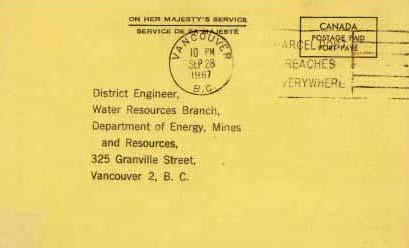 ON HER MAJESTY'S SERVICE
SERVICE DE SA MAJESTÉ
CANADA
POSTAGE PAID
PORT PAYÉ
VANCOUVER
10 PM
SEP 28
1967
B.C.
PARCEL POST
REACHES
EVERYWHERE
District Engineer,
Water Resources Branch,
Department of Energy, Mines
and Resources,
325 Granville Street,
Vancouver 2, B. C.